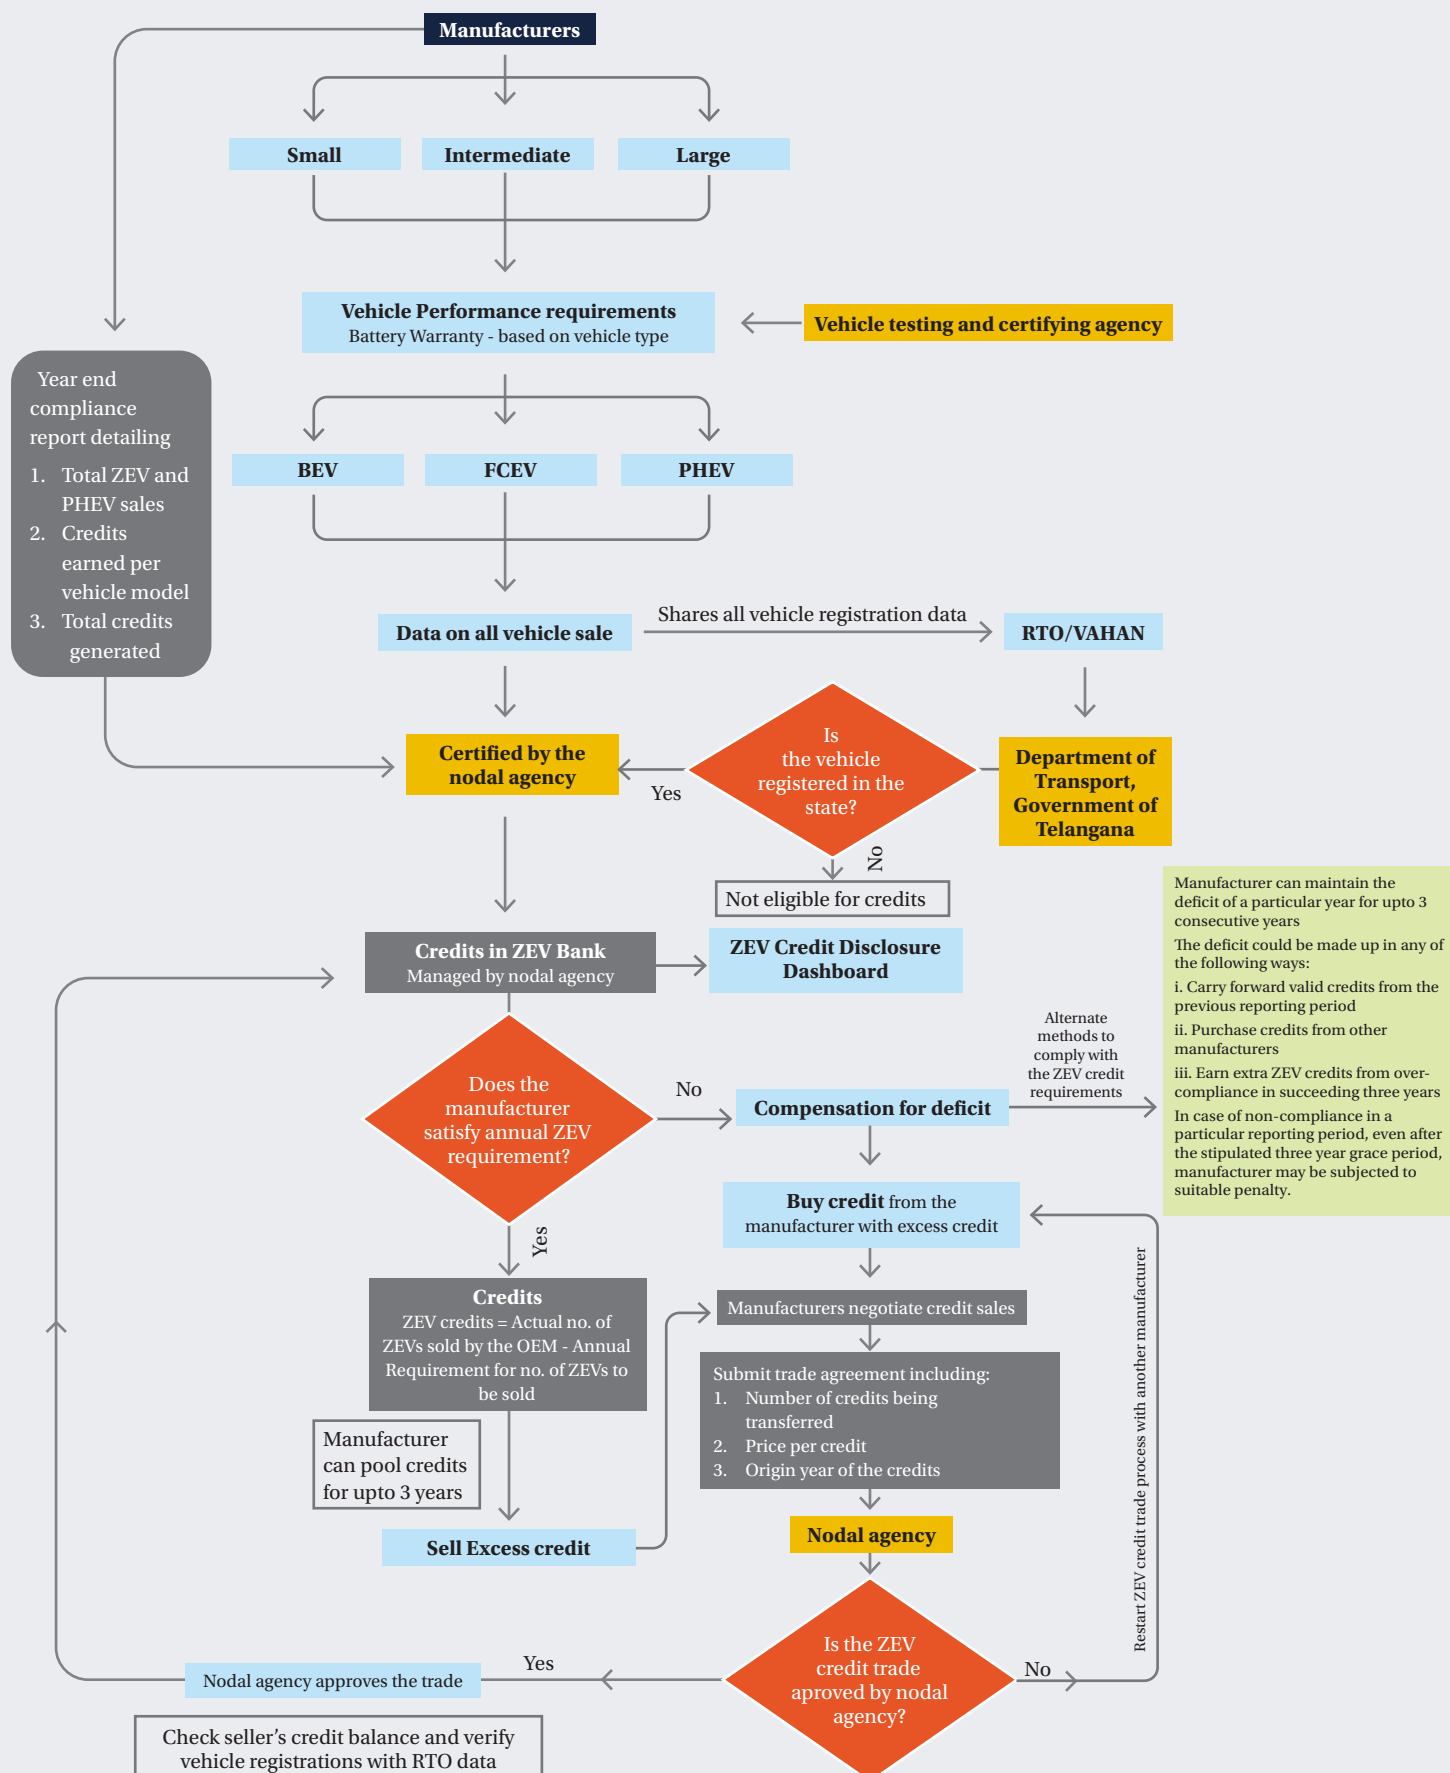 Manufacturers
Small
Intermediate
Large
Vehicle Performance requirements
Battery Warranty - based on vehicle type
Vehicle testing and certifying agency
Year end
compliance
report detailing
1. Total ZEV and
PHEV sales
2. Credits
earned per
vehicle model
3. Total credits
generated
BEV
FCEV
PHEV
Data on all vehicle sale
Shares all vehicle registration data
RTO/VAHAN
Certified by the
nodal agency
Yes
Is
the vehicle
registered in the
state?
No
Department of
Transport,
Government of
Telangana
Not eligible for credits
Credits in ZEV Bank
Managed by nodal agency
ZEV Credit Disclosure
Dashboard
Does the
manufacturer
satisfy annual ZEV
requirement?
No
Compensation for deficit
Alternate
methods to
comply with
the ZEV credit
requirements
Manufacturer can maintain the
deficit of a particular year for upto 3
consecutive years
The deficit could be made up in any of
the following ways:
i. Carry forward valid credits from the
previous reporting period
ii. Purchase credits from other
manufacturers
iii. Earn extra ZEV credits from over-
compliance in succeeding three years
In case of non-compliance in a
particular reporting period, even after
the stipulated three year grace period,
manufacturer may be subjected to
suitable penalty.
Buy credit from the
manufacturer with excess credit
Yes
Credits
ZEV credits = Actual no. of
ZEVs sold by the OEM - Annual
Requirement for no. of ZEVs to
be sold
Manufacturers negotiate credit sales
Submit trade agreement including:
1. Number of credits being
transferred
2. Price per credit
3. Origin year of the credits
Manufacturer
can pool credits
for upto 3 years
Sell Excess credit
Nodal agency
Restart ZEV credit trade process with another manufacturer
Is the ZEV
credit trade
aproved by nodal
agency?
No
Yes
Nodal agency approves the trade
Check seller's credit balance and verify
vehicle registrations with RTO data